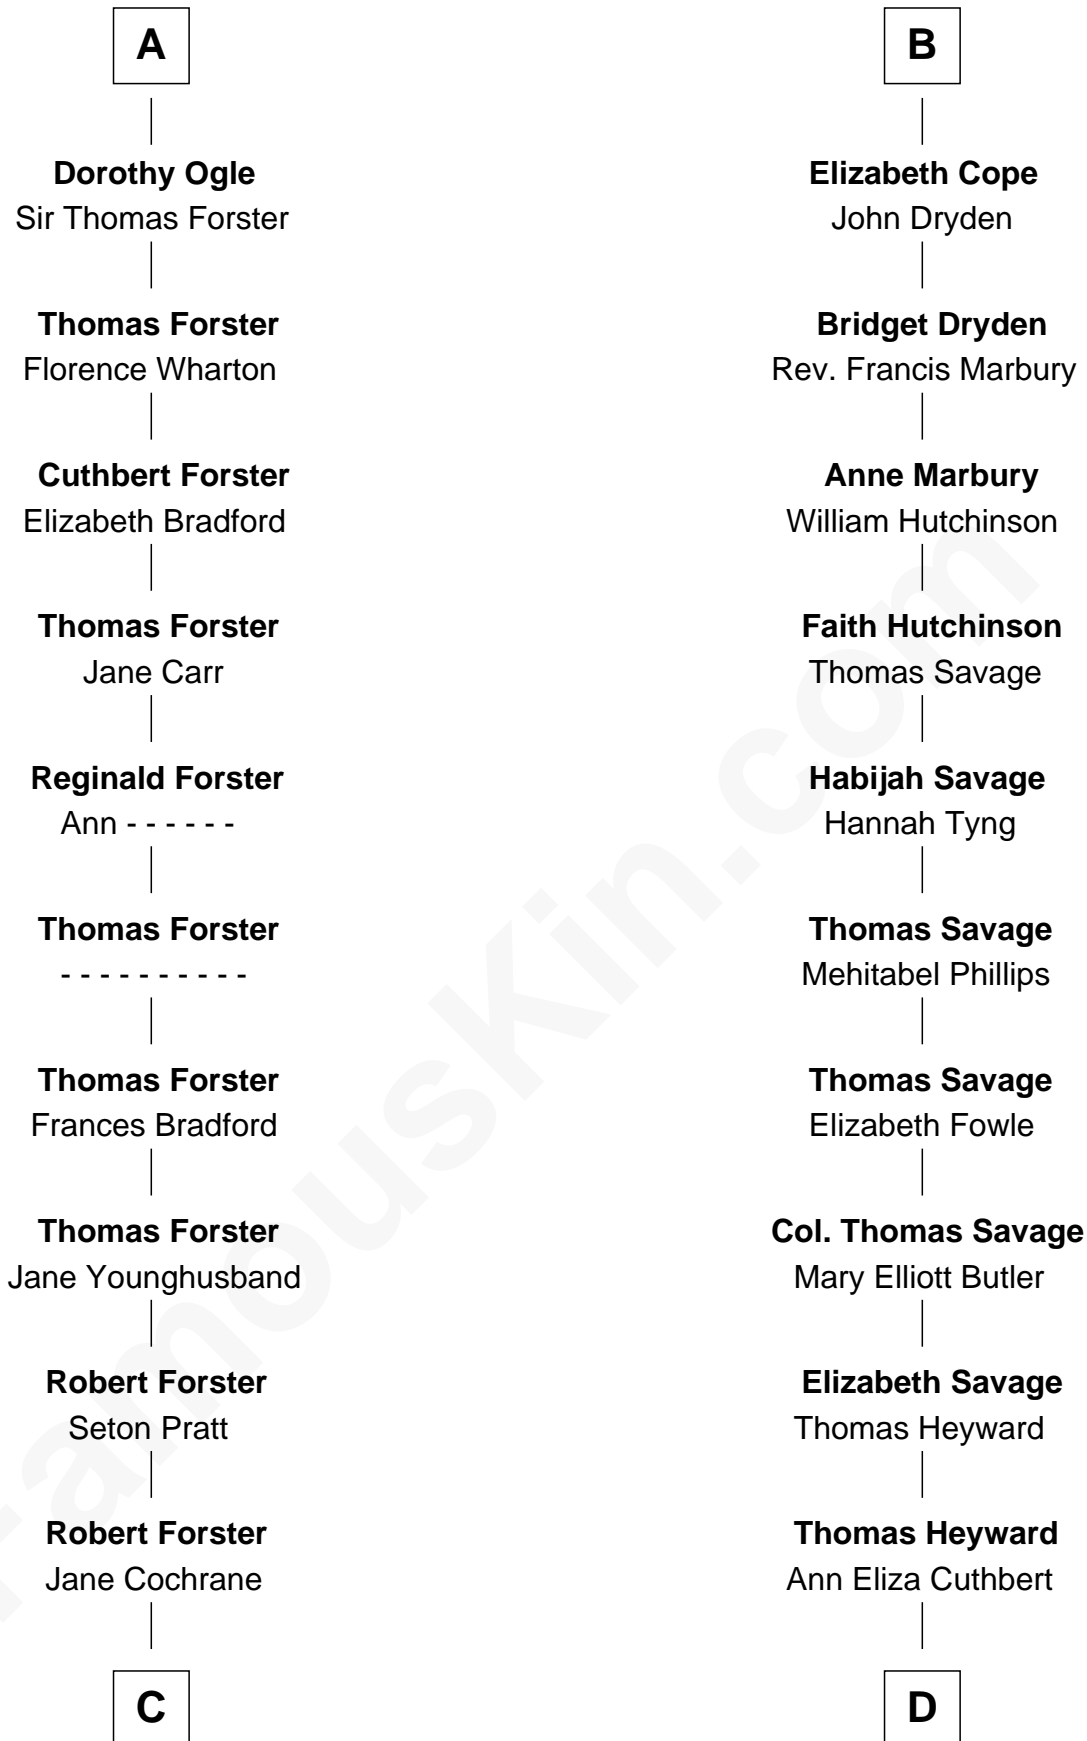 A
Dorothy Ogle
Sir Thomas Forster
Thomas Forster
Florence Wharton
Cuthbert Forster
Elizabeth Bradford
Thomas Forster
Jane Carr
Reginald Forster
Ann - - - - - -
Thomas Forster
- - - - - - - - - -
Thomas Forster
Frances Bradford
Thomas Forster
Jane Younghusband
Robert Forster
Seton Pratt
Robert Forster
Jane Cochrane
C
B
Elizabeth Cope
John Dryden
Bridget Dryden
Rev. Francis Marbury
Anne Marbury
William Hutchinson
Faith Hutchinson
Thomas Savage
Habijah Savage
Hannah Tyng
Thomas Savage
Mehitabel Phillips
Thomas Savage
Elizabeth Fowle
Col. Thomas Savage
Mary Elliott Butler
Elizabeth Savage
Thomas Heyward
Thomas Heyward
Ann Eliza Cuthbert
D
FamousKin.com